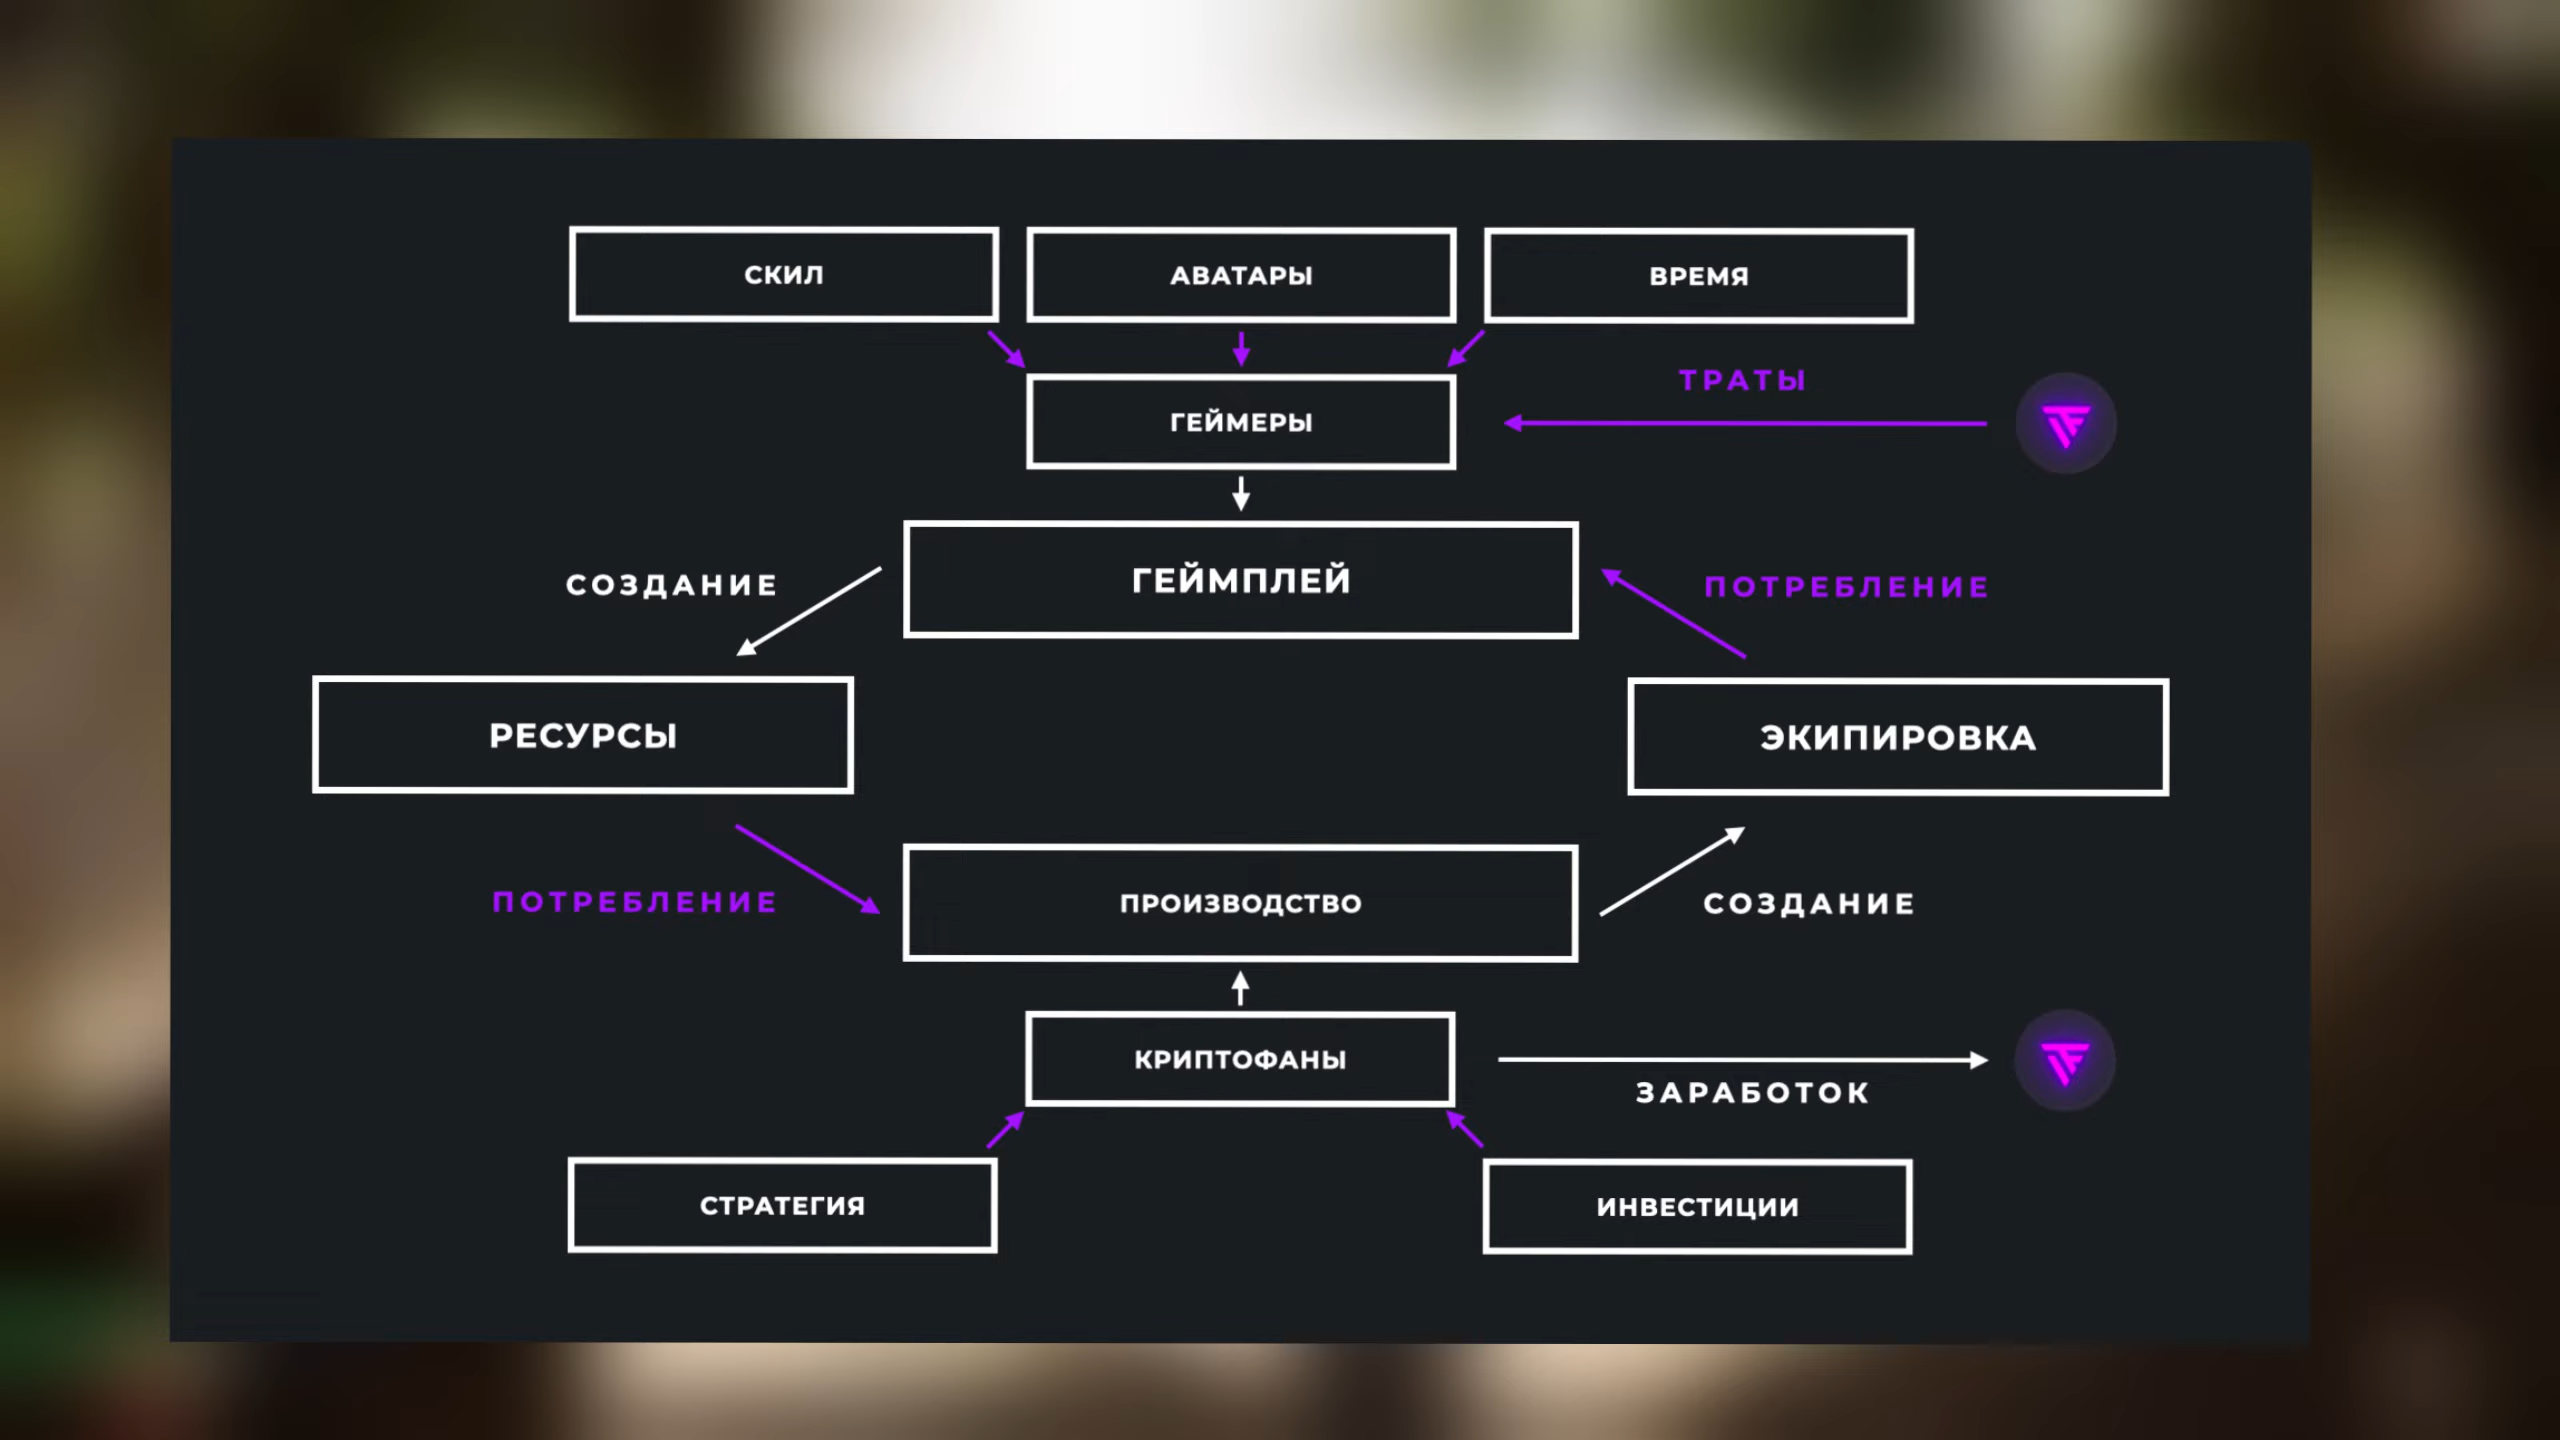 СКИЛ
АВАТАРЫ
ВРЕМЯ
ТРАТЫ
ГЕЙМЕРЫ
ГЕЙМПЛЕЙ
СОЗДАНИЕ
ПОТРЕБЛЕНИЕ
РЕСУРСЫ
ЭКИПИРОВКА
ПОТРЕБЛЕНИЕ
ПРОИЗВОДСТВО
СОЗДАНИЕ
КРИПТОФАНЫ
ЗАРАБОТОК
СТРАТЕГИЯ
ИНВЕСТИЦИИ